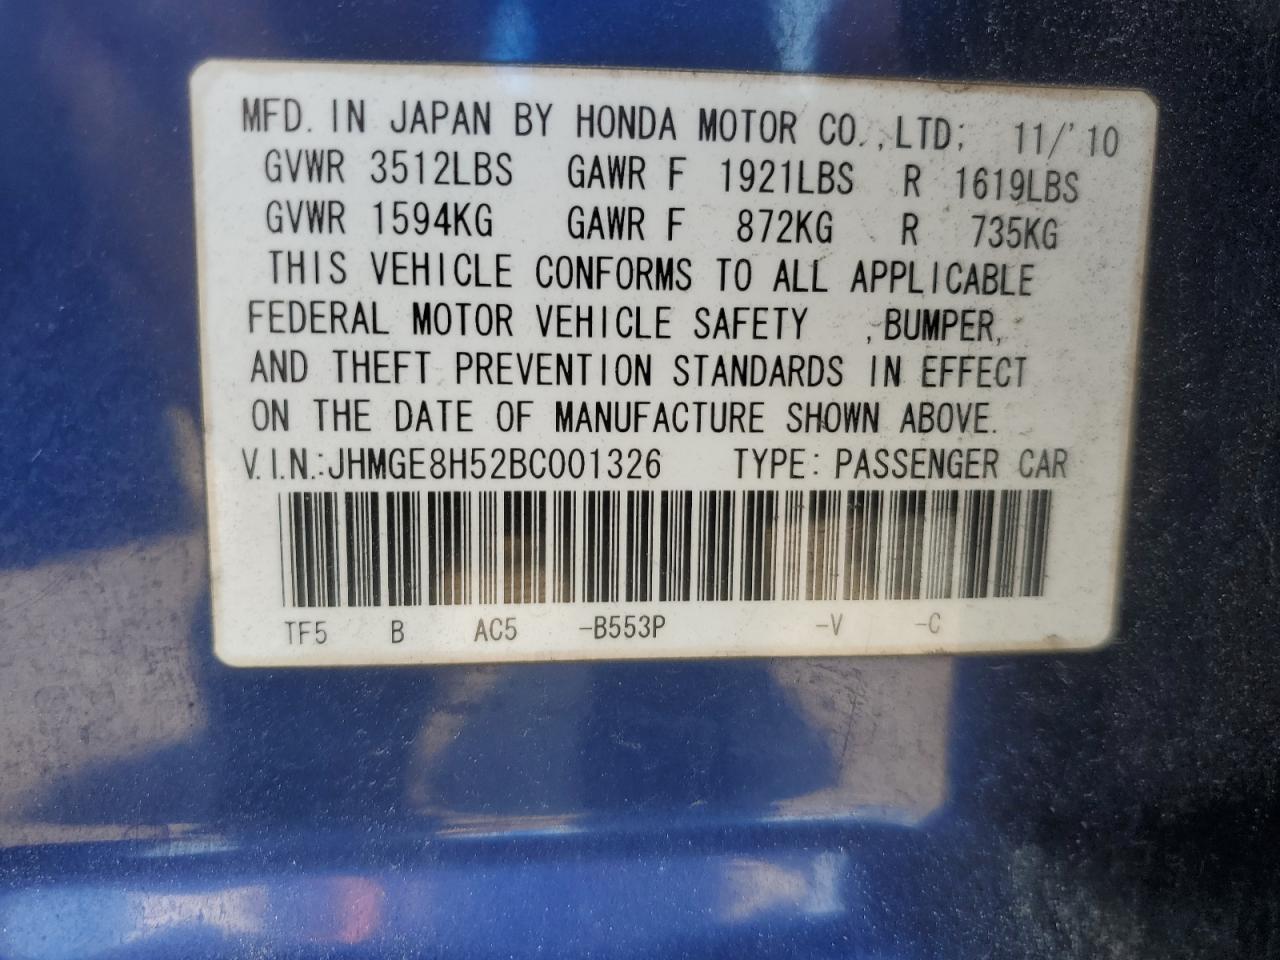 MFD. IN JAPAN BY HONDA MOTOR CO.,LTD; 11/'10
GVWR 3512LBS GAWR F 1921LBS R 1619LBS
GVWR 1594KG GAWR F 872KG R 735KG
THIS VEHICLE CONFORMS TO ALL APPLICABLE
FEDERAL MOTOR VEHICLE SAFETY ,BUMPER,
AND THEFT PREVENTION STANDARDS IN EFFECT
ON THE DATE OF MANUFACTURE SHOWN ABOVE.
V.I.N.:JHMGE8H52BC001326 TYPE: PASSENGER CAR
TF5 B AC5 -B553P -V -C